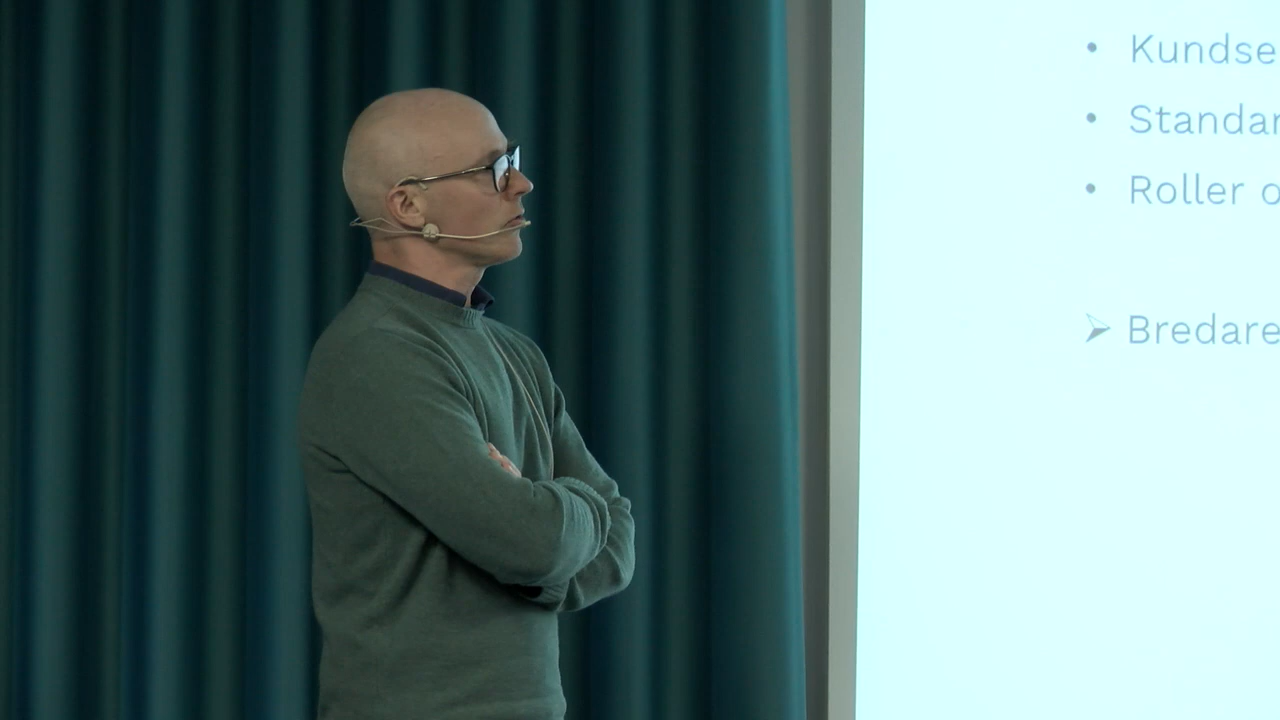 • Kundse
• Standar
• Roller o
➢ Bredare